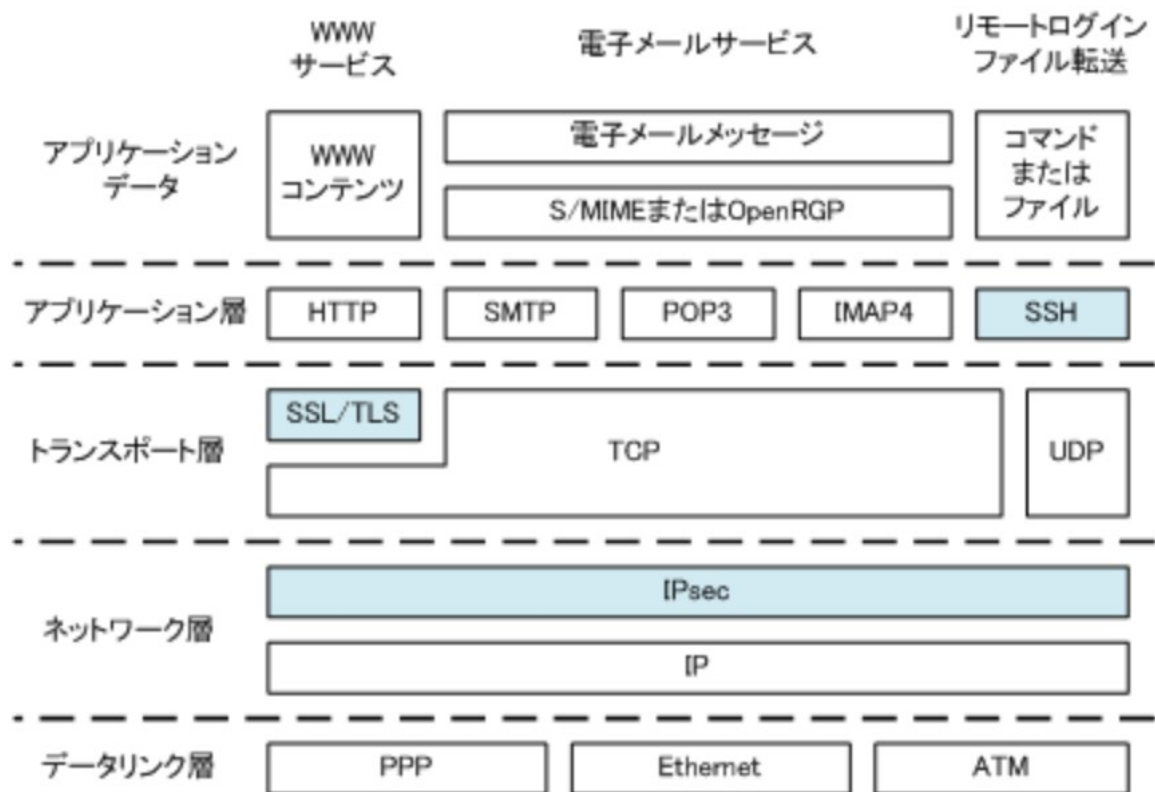 WWW
サービス
電子メールサービス
リモートログイン
ファイル転送
アプリケーション
データ
WWW
コンテンツ
電子メールメッセージ
S/MIMEまたはOpenRGP
コマンド
または
ファイル
アプリケーション層
HTTP
SMTP
POP3
IMAP4
SSH
トランスポート層
SSL/TLS
TCP
UDP
ネットワーク層
IPsec
IP
データリンク層
PPP
Ethernet
ATM